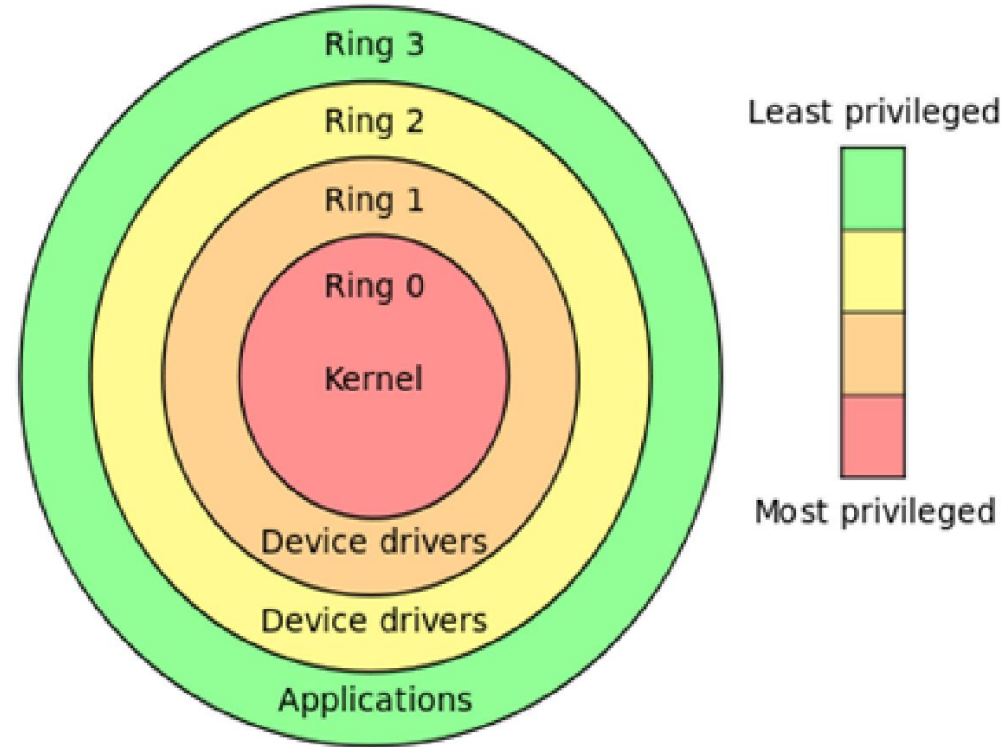 Ring 3
Ring 2
Ring 1
Ring 0
Kernel
Device drivers
Device drivers
Applications
Least privileged
Most privileged